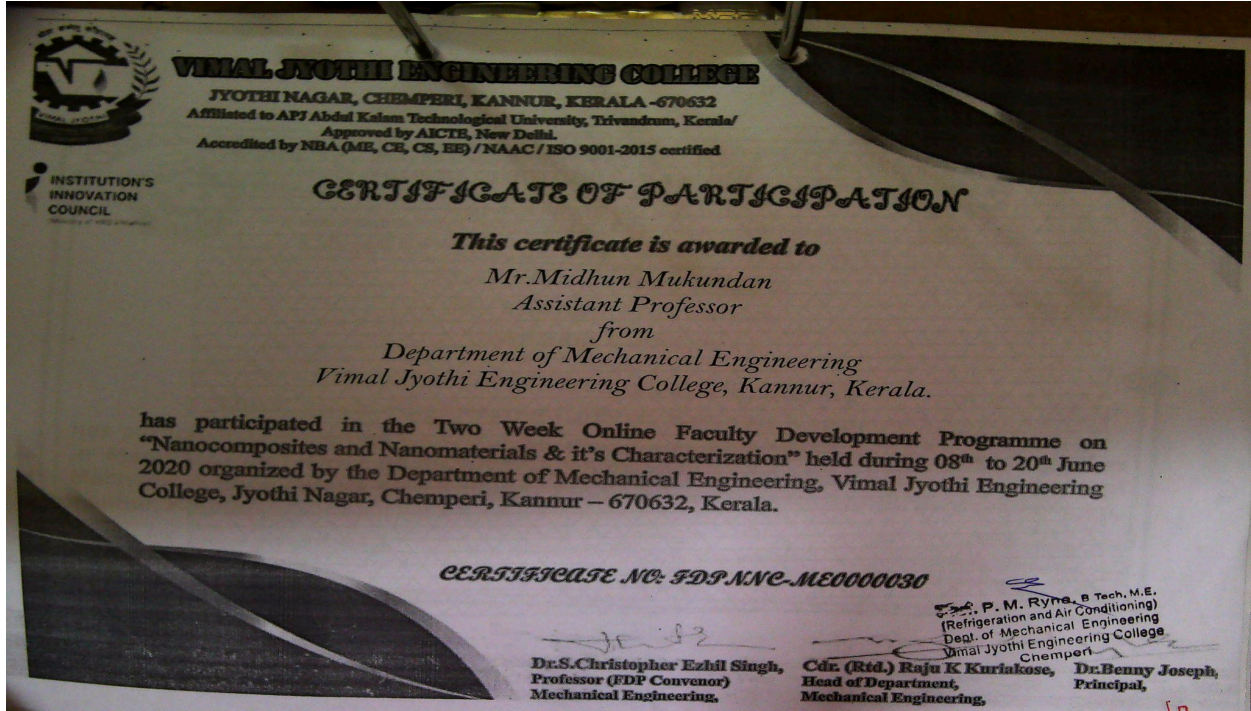 VIMAL JYOTHI
VIMAL JYOTHI ENGINEERING COLLEGE
JYOTHI NAGAR, CHEMPERI, KANNUR, KERALA -670632
Affiliated to APJ Abdul Kalam Technological University, Trivandrum, Kerala/
Approved by AICTE, New Delhi.
Accredited by NBA (ME, CE, CS, EE) / NAAC / ISO 9001-2015 certified
INSTITUTION'S
INNOVATION
COUNCIL
CERTIFICATE OF PARTICIPATION
This certificate is awarded to
Mr.Midhun Mukundan
Assistant Professor
from
Department of Mechanical Engineering
Vimal Jyothi Engineering College, Kannur, Kerala.
has participated in the Two Week Online Faculty Development Programme on
“Nanocomposites and Nanomaterials & it’s Characterization” held during 08th to 20th June
2020 organized by the Department of Mechanical Engineering, Vimal Jyothi Engineering
College, Jyothi Nagar, Chemperi, Kannur – 670632, Kerala.
CERTIFICATE NO: FDPNNC-ME0000030
P. M. Ryne, B Tech, M.E.
(Refrigeration and Air Conditioning)
Dept. of Mechanical Engineering
Vimal Jyothi Engineering College
Chemperi
Dr.S.Christopher Ezhil Singh,
Professor (FDP Convenor)
Mechanical Engineering,
Cdr. (Rtd.) Raju K Kuriakose,
Head of Department,
Mechanical Engineering,
Dr.Benny Joseph,
Principal,